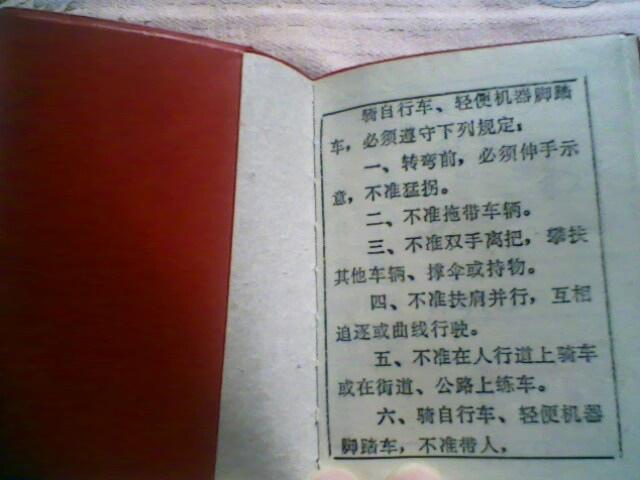 骑自行车、轻便机器脚踏
车，必须遵守下列规定：
一、转弯前，必须伸手示
意，不准猛拐。
二、不准拖带车辆。
三、不准双手离把，攀扶
其他车辆、撑伞或持物。
四、不准扶肩并行，互相
追逐或曲线行驶。
五、不准在人行道上骑车
或在街道、公路上练车。
六、骑自行车、轻便机器
脚踏车，不准带人，